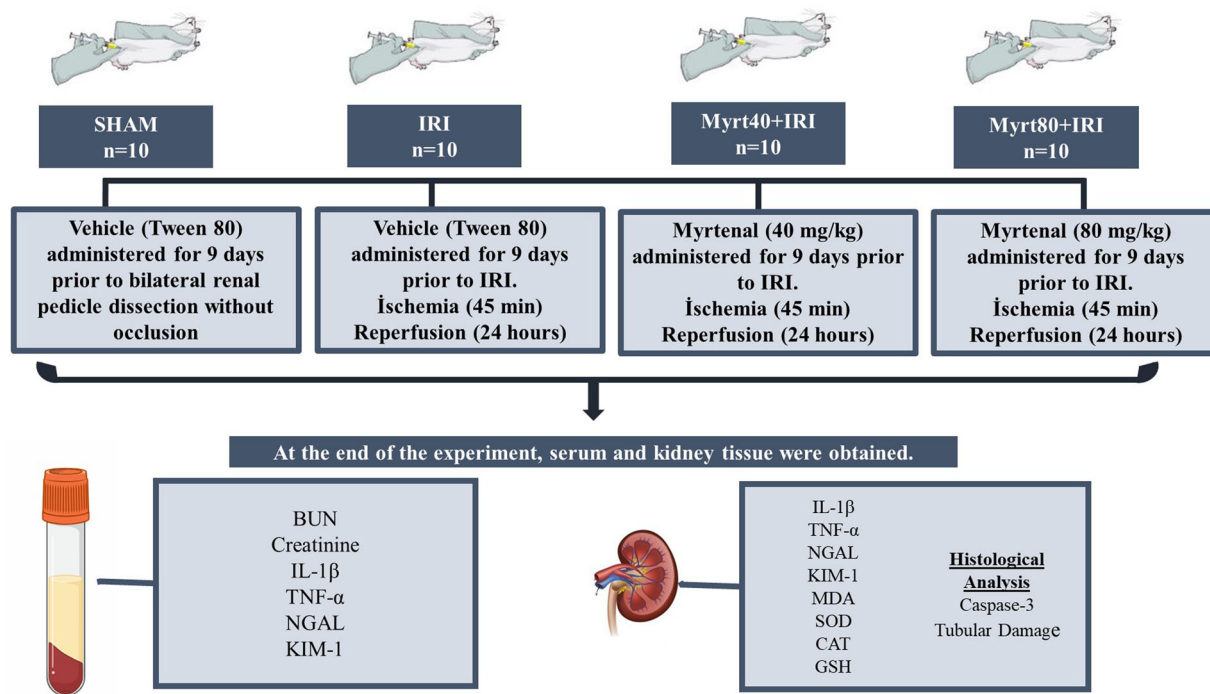 SHAM
n=10
IRI
n=10
Myrt40+IRI
n=10
Myrt80+IRI
n=10
Vehicle (Tween 80)
administered for 9 days
prior to bilateral renal
pedicle dissection without
occlusion
Vehicle (Tween 80)
administered for 9 days
prior to IRI.
İschemia (45 min)
Reperfusion (24 hours)
Myrtenal (40 mg/kg)
administered for 9 days prior
to IRI.
İschemia (45 min)
Reperfusion (24 hours)
Myrtenal (80 mg/kg)
administered for 9 days
prior to IRI.
İschemia (45 min)
Reperfusion (24 hours)
At the end of the experiment, serum and kidney tissue were obtained.
BUN
Creatinine
IL-1β
TNF-α
NGAL
KIM-1
IL-1β
TNF-α
NGAL
KIM-1
MDA
SOD
CAT
GSH
Histological
Analysis
Caspase-3
Tubular Damage